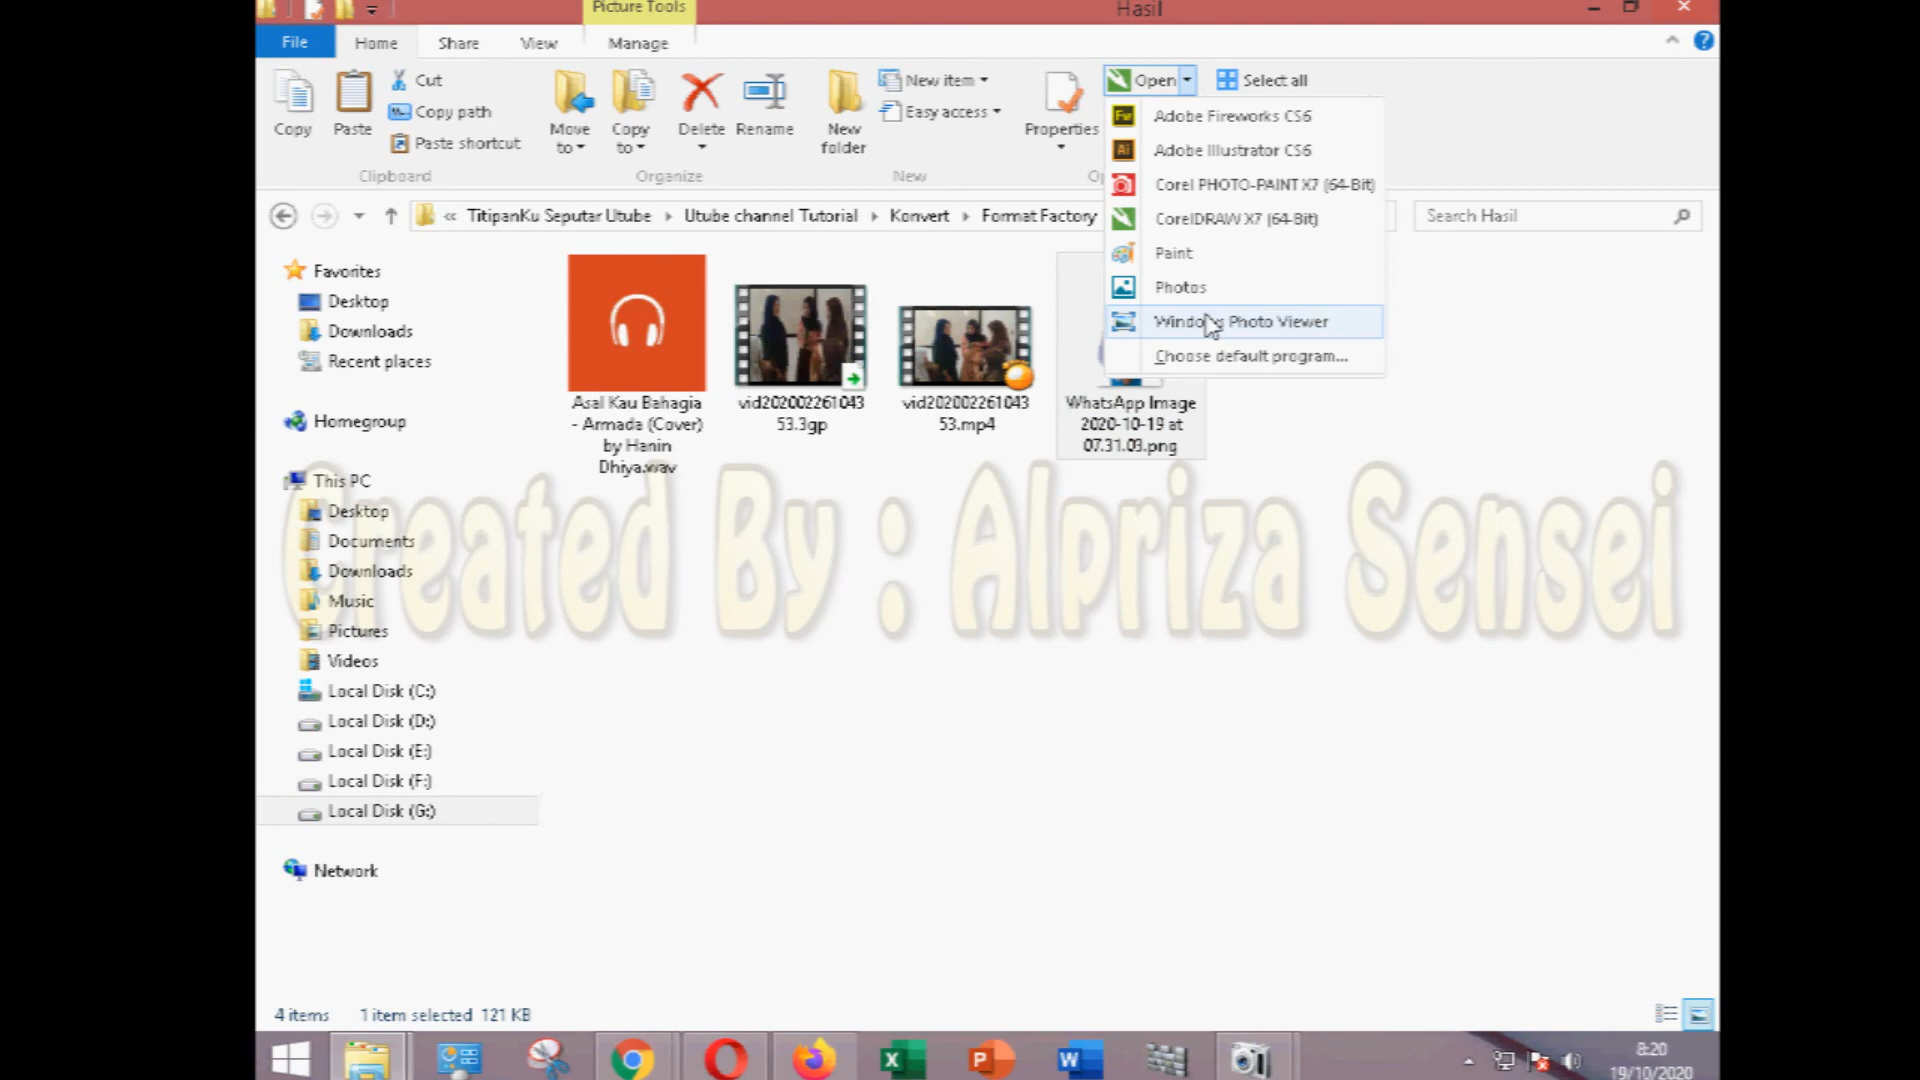 Picture Tools
Hasil
File
Home
Share
View
Manage
Copy
Paste
Cut
Copy path
Paste shortcut
Clipboard
Move to
Copy to
Delete
Rename
Organize
New folder
New item
Easy access
New
Properties
Open
Select all
Adobe Fireworks CS6
Adobe Illustrator CS6
Corel PHOTO-PAINT X7 (64-Bit)
CorelDRAW X7 (64-Bit)
Paint
Photos
Windows Photo Viewer
Choose default program...
« TitipanKu Seputar Utube
Utube channel Tutorial
Konvert
Format Factory
Search Hasil
Favorites
Desktop
Downloads
Recent places
Homegroup
This PC
Desktop
Documents
Downloads
Music
Pictures
Videos
Local Disk (C:)
Local Disk (D:)
Local Disk (E:)
Local Disk (F:)
Local Disk (G:)
Network
Asal Kau Bahagia
- Armada (Cover)
by Hanin
Dhiya.wav
vid202002261043
53.3gp
vid202002261043
53.mp4
WhatsApp Image
2020-10-19 at
07.31.03.png
Created By : Alpriza Sensei
4 items
1 item selected 121 KB
8:20
19/10/2020